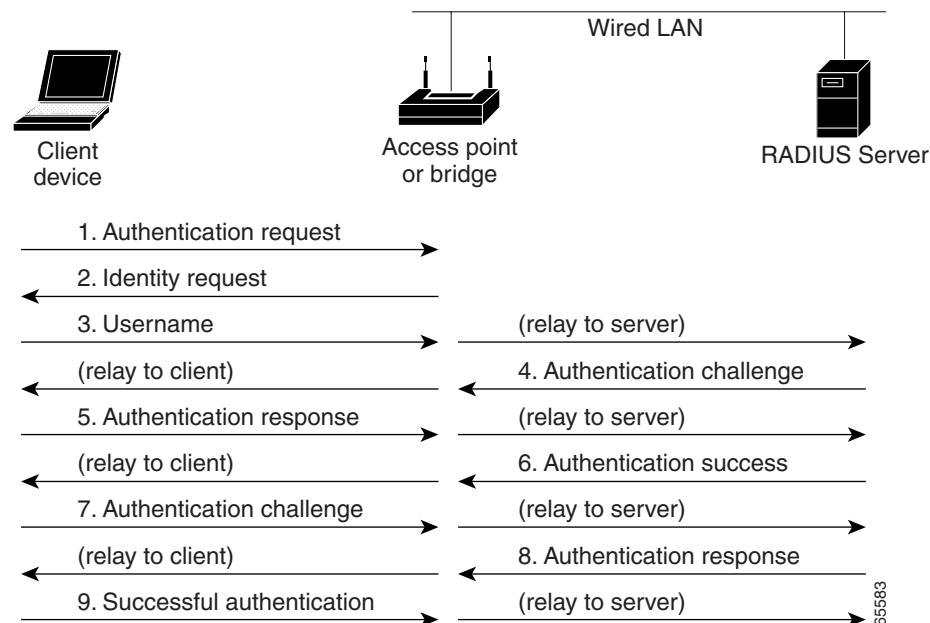 Wired LAN
Client
device
Access point
or bridge
RADIUS Server
1. Authentication request
2. Identity request
3. Username
(relay to server)
(relay to client)
4. Authentication challenge
5. Authentication response
(relay to server)
(relay to client)
6. Authentication success
7. Authentication challenge
(relay to server)
(relay to client)
8. Authentication response
9. Successful authentication
(relay to server)
65583